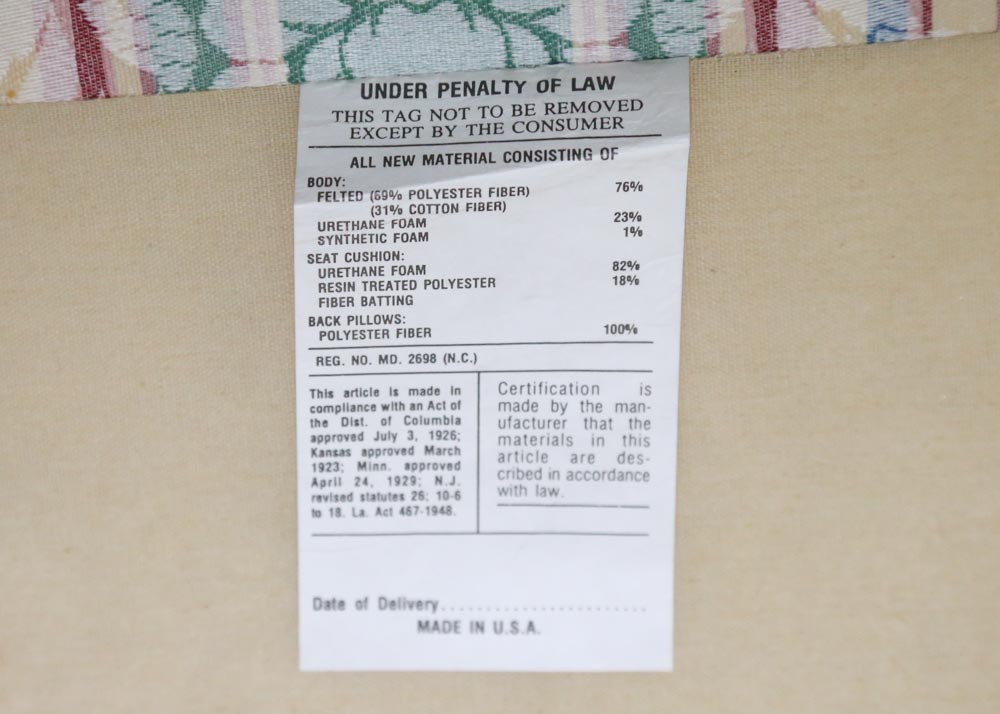 UNDER PENALTY OF LAW
THIS TAG NOT TO BE REMOVED
EXCEPT BY THE CONSUMER
ALL NEW MATERIAL CONSISTING OF
BODY:
FELTED (69% POLYESTER FIBER) 76%
(31% COTTON FIBER)
URETHANE FOAM 23%
SYNTHETIC FOAM 1%
SEAT CUSHION:
URETHANE FOAM 82%
RESIN TREATED POLYESTER 18%
FIBER BATTING
BACK PILLOWS:
POLYESTER FIBER 100%
REG. NO. MD. 2698 (N.C.)
This article is made in
compliance with an Act of
the Dist. of Columbia
approved July 3, 1926;
Kansas approved March
1923; Minn. approved
April 24, 1929; N.J.
revised statutes 26: 10-6
to 18. La. Act 467-1948.
Certification is
made by the man-
ufacturer that the
materials in this
article are des-
cribed in accordance
with law.
Date of Delivery........................
MADE IN U.S.A.